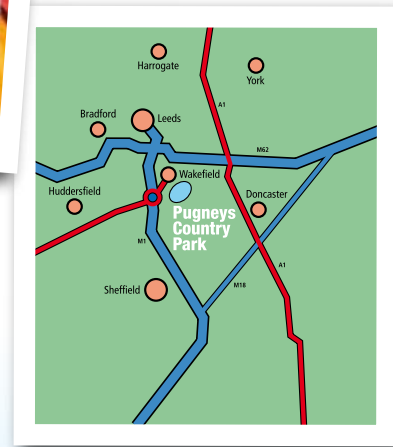 Harrogate
York
A1
Bradford
Leeds
M62
Wakefield
Huddersfield
Doncaster
Pugneys
Country
Park
M1
A1
Sheffield
M18